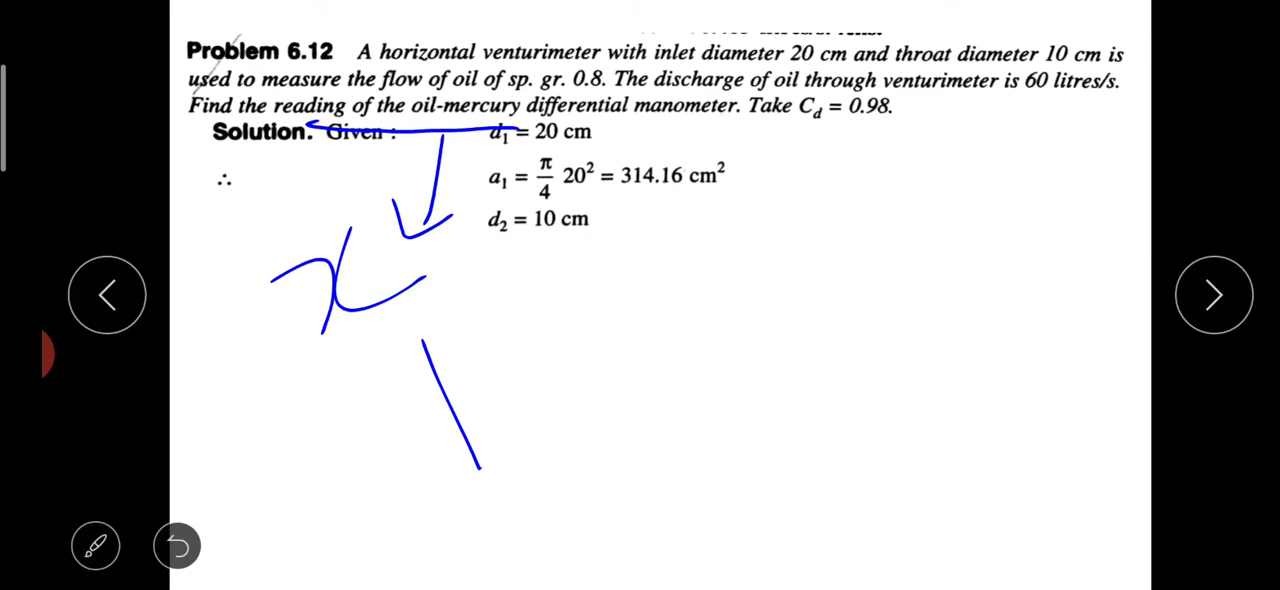 Problem 6.12 A horizontal venturimeter with inlet diameter 20 cm and throat diameter 10 cm is
used to measure the flow of oil of sp. gr. 0.8. The discharge of oil through venturimeter is 60 litres/s.
Find the reading of the oil-mercury differential manometer. Take C_d = 0.98.
Solution. Given : d₁ = 20 cm
∴ a₁ = π/4 20² = 314.16 cm²
d₂ = 10 cm
x